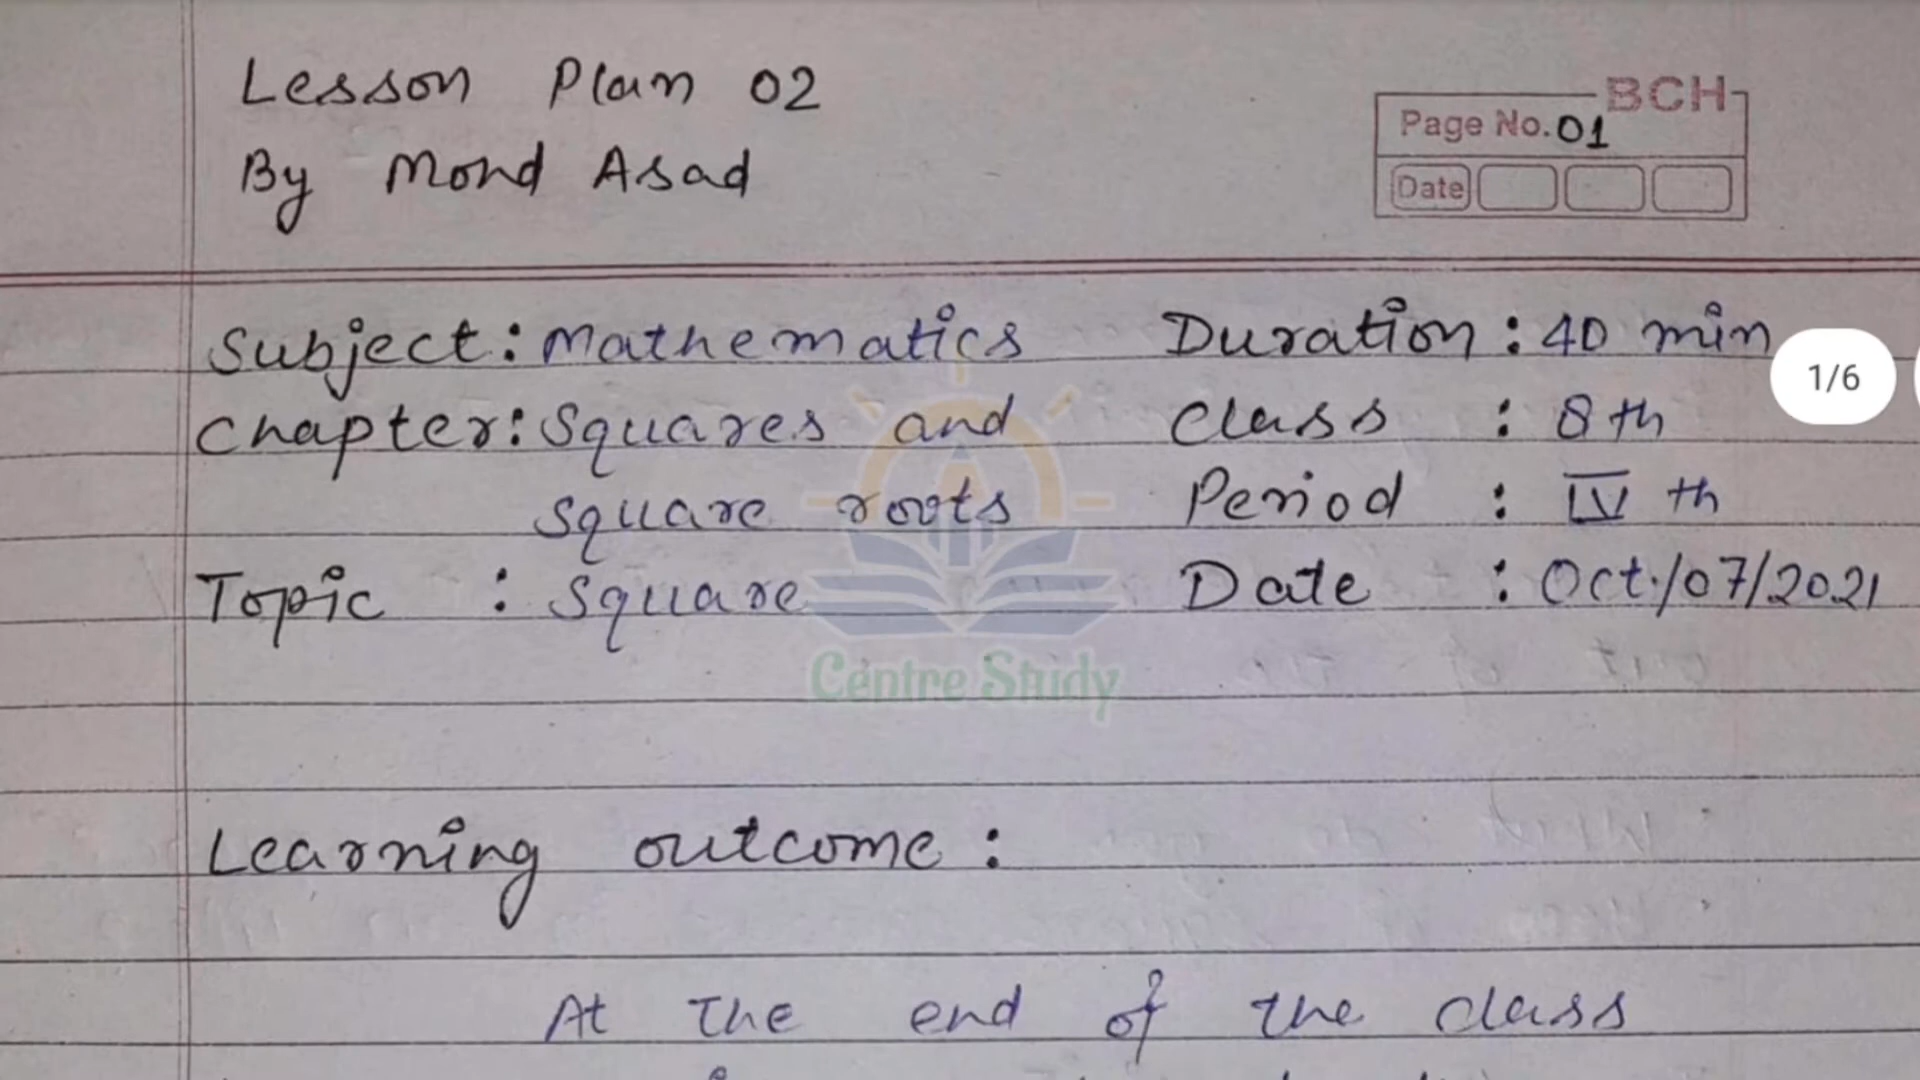 Lesson Plan 02
By Mohd Asad
BCH
Page No. 01
Date
Subject: Mathematics Duration: 40 min
1/6
Chapter: Squares and Class : 8th
square roots Period : IV th
Topic : Square Date : Oct./07/2021
Centre Study
Learning outcome:
At the end of the class